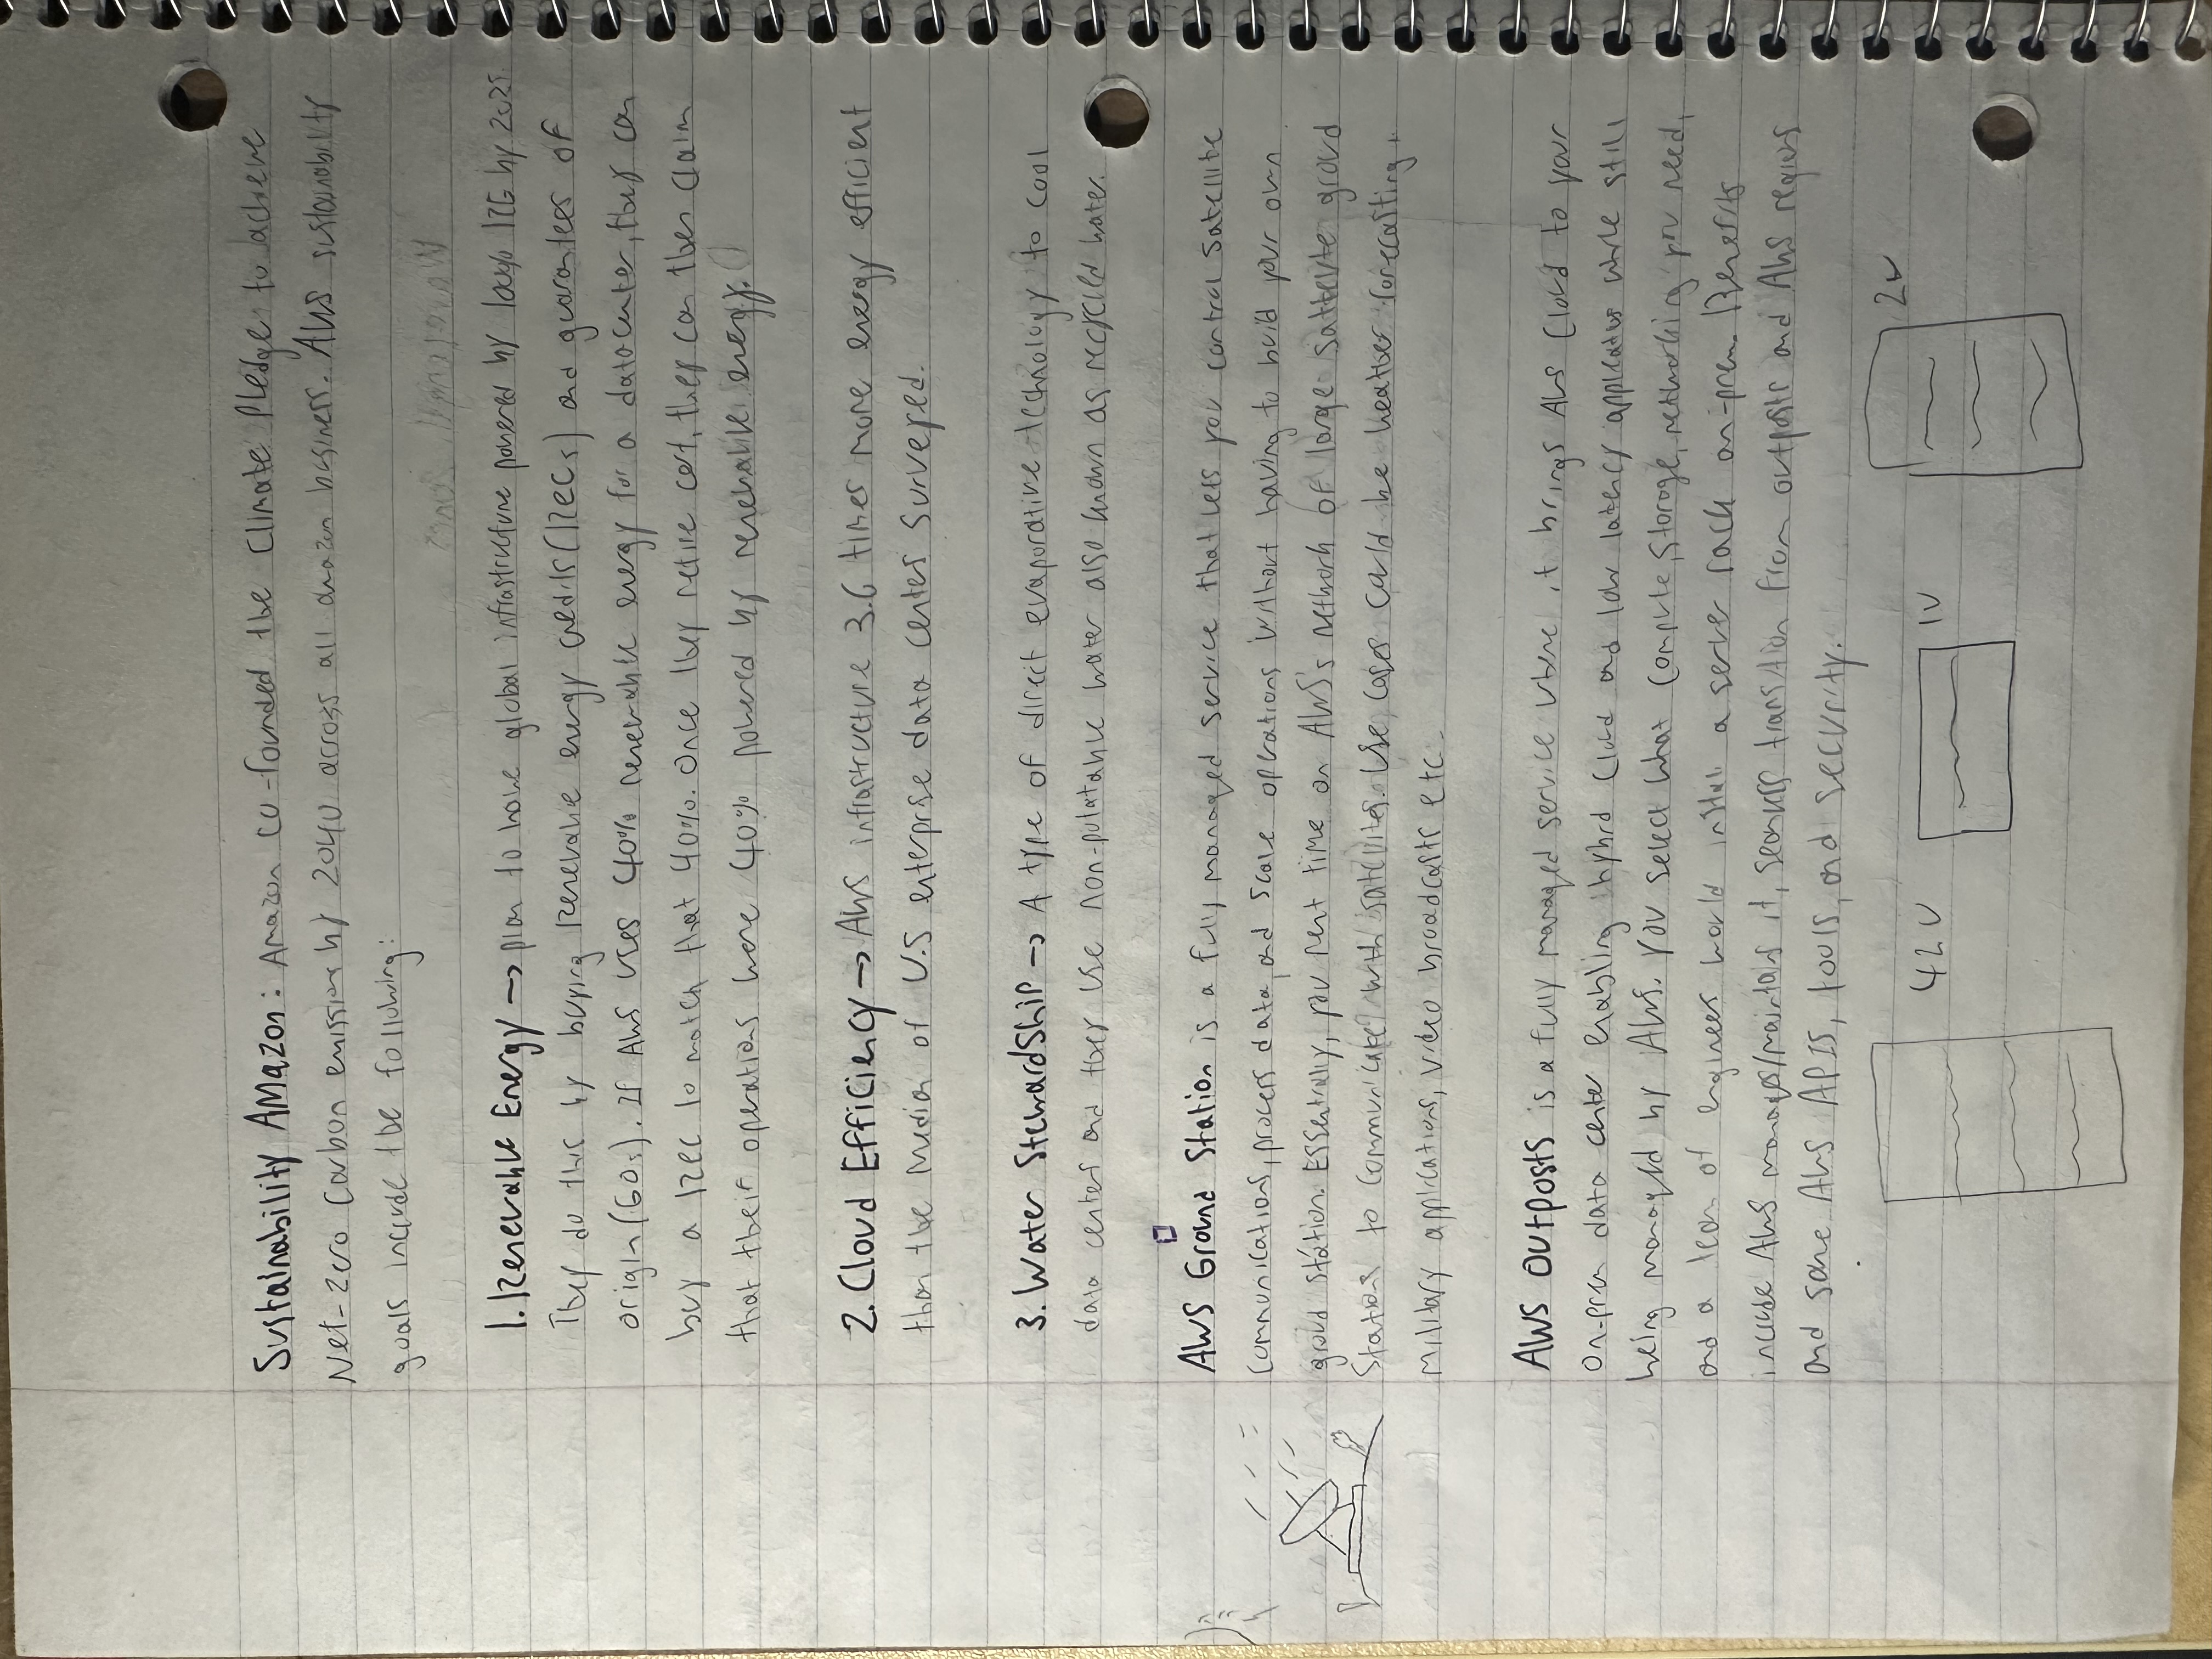 Sustainability Amazon: Amazon co-founded the Climate Pledge to achieve
Net-zero Carbon emission by 2040 across all amazon business. AWS sustainability
goals include the following:
1. Renewable Energy → plan to have global infrastructure powered by 100% RE by 2025.
They do this by buying Renewable energy credits (RECs) and guarantees of
origin (GOs). If AWS uses 40% renewable energy for a datacenter, they can
buy a REC to match that 40%. Once they retire cert, they can then claim
that their operations were 40% powered by renewable energy.
2. Cloud Efficiency → AWS infrastructure 3.6 times more energy efficient
than the Median of U.S enterprise data centers Surveyed.
3. Water Stewardship → A type of direct evaporative technology to cool
data centers and they use non-polatable water also known as recycled water.
AWS Ground Station is a fully managed service that lets you control Satellite
Communications, process data, and scale operations without having to build your own
groud station. Essentially, you rent time on AWS's network of large Sattelite groud
Stations to communicate with satellites. Use cases could be weather forecasting,
Military applications, video broadcasts etc.
AWS Outposts is a fully managed service where it brings AWS Cloud to your
On-prem data center enabling hybrid cloud and low latency applications while still
being managed by AWS. You select what compute, storage, networking you need,
and a team of engineers would install a server rack on-prem. Benefits
include AWS manages/maintains it, seamless transition from outposts and AWS regions
and same AWS APIs, tools, and security.
42U 1U 2U